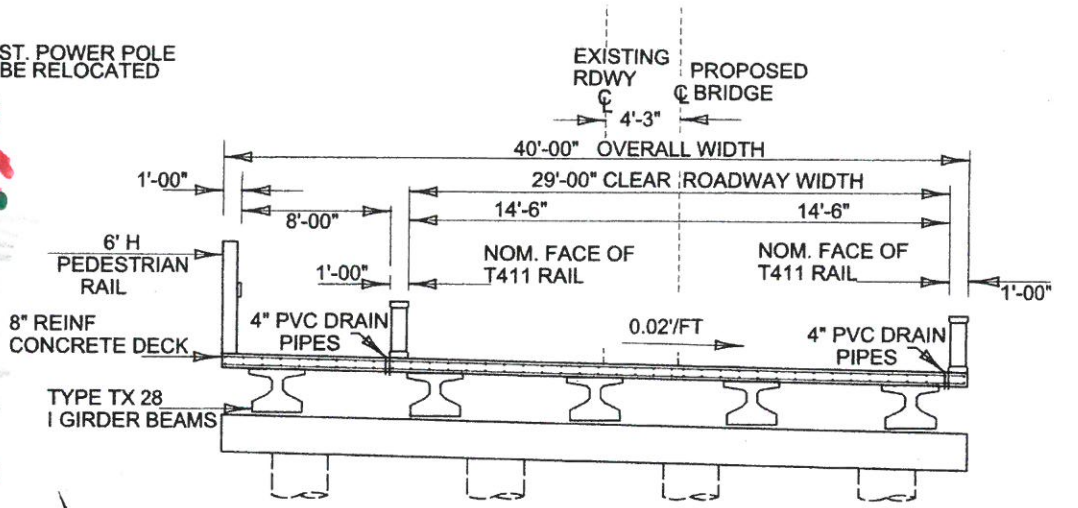 ST. POWER POLE
BE RELOCATED
EXISTING
RDWY
℄
PROPOSED
℄ BRIDGE
4'-3"
40'-00" OVERALL WIDTH
1'-00"
29'-00" CLEAR ROADWAY WIDTH
8'-00"
14'-6"
14'-6"
6' H
PEDESTRIAN
RAIL
1'-00"
NOM. FACE OF
T411 RAIL
NOM. FACE OF
T411 RAIL
1'-00"
8" REINF
CONCRETE DECK
4" PVC DRAIN
PIPES
0.02'/FT
4" PVC DRAIN
PIPES
TYPE TX 28
I GIRDER BEAMS